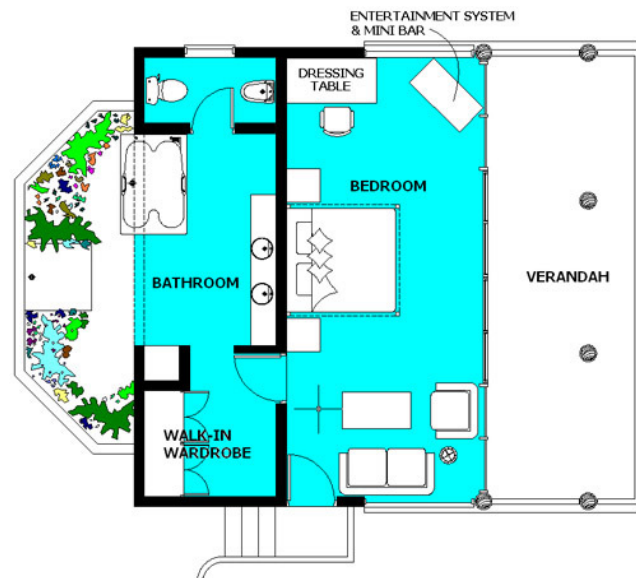 ENTERTAINMENT SYSTEM
& MINI BAR
DRESSING
TABLE
BEDROOM
VERANDAH
BATHROOM
WALK-IN
WARDROBE